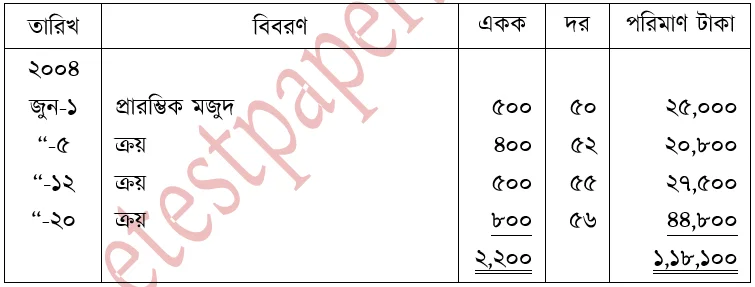 তারিখ বিবরণ একক দর পরিমাণ টাকা
২০০৪
জুন-১ প্রারম্ভিক মজুদ ৫০০ ৫০ ২৫,০০০
“-৫ ক্রয় ৪০০ ৫২ ২০,৮০০
“-১২ ক্রয় ৫০০ ৫৫ ২৭,৫০০
“-২০ ক্রয় ৮০০ ৫৬ ৪৪,৮০০
২,২০০ ১,১৮,১০০
etestpaper